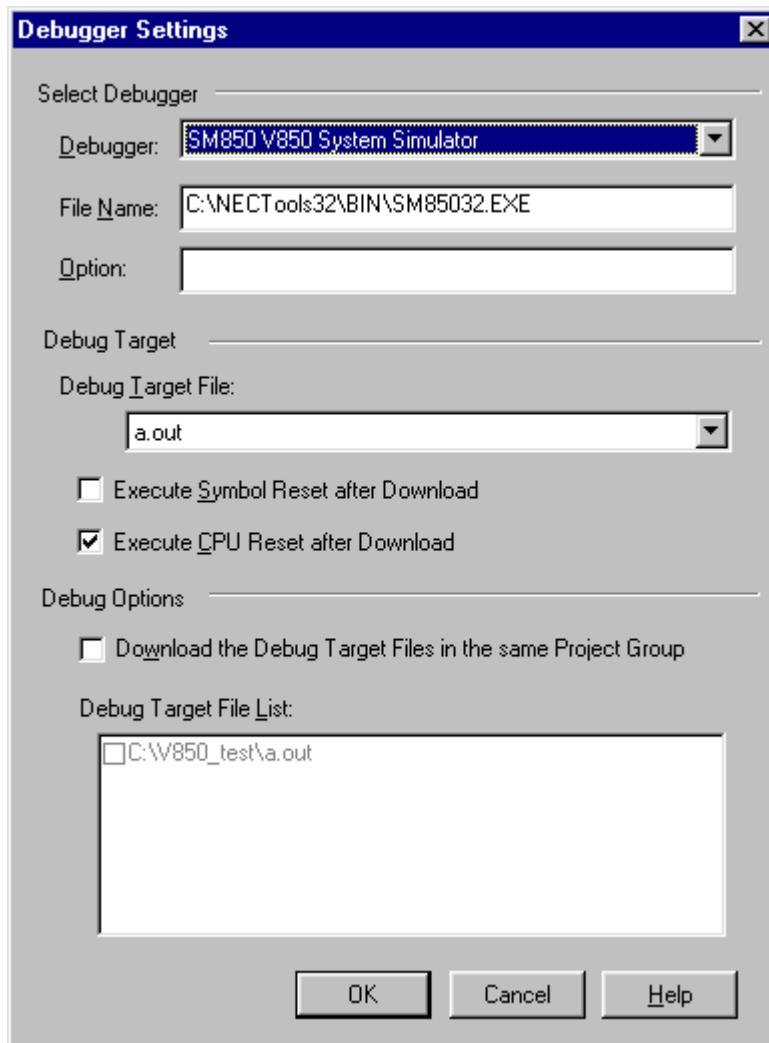 Debugger Settings
Select Debugger
Debugger: SM850 V850 System Simulator
File Name: C:\NECTools32\BIN\SM85032.EXE
Option:
Debug Target
Debug Target File:
a.out
Execute Symbol Reset after Download
Execute CPU Reset after Download
Debug Options
Download the Debug Target Files in the same Project Group
Debug Target File List:
C:\V850_test\a.out
OK Cancel Help